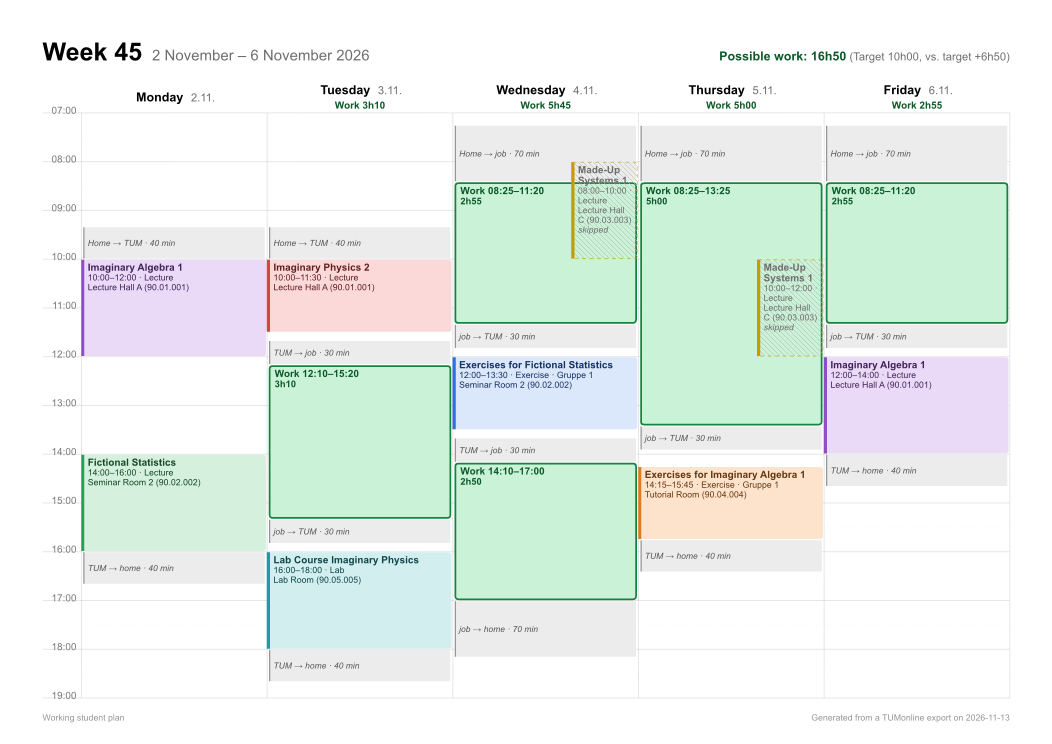 Week 45 2 November – 6 November 2026
Possible work: 16h50 (Target 10h00, vs. target +6h50)
Monday 2.11.
Tuesday 3.11.
Work 3h10
Wednesday 4.11.
Work 5h45
Thursday 5.11.
Work 5h00
Friday 6.11.
Work 2h55
07:00
08:00
09:00
10:00
11:00
12:00
13:00
14:00
15:00
16:00
17:00
18:00
19:00
Home → TUM · 40 min
Imaginary Algebra 1
10:00–12:00 · Lecture
Lecture Hall A (90.01.001)
Fictional Statistics
14:00–16:00 · Lecture
Seminar Room 2 (90.02.002)
TUM → home · 40 min
Home → TUM · 40 min
Imaginary Physics 2
10:00–11:30 · Lecture
Lecture Hall A (90.01.001)
TUM → job · 30 min
Work 12:10–15:20
3h10
job → TUM · 30 min
Lab Course Imaginary Physics
16:00–18:00 · Lab
Lab Room (90.05.005)
TUM → home · 40 min
Home → job · 70 min
Made-Up
Systems 1
08:00–10:00 ·
Lecture
Lecture Hall
C (90.03.003)
skipped
Work 08:25–11:20
2h55
job → TUM · 30 min
Exercises for Fictional Statistics
12:00–13:30 · Exercise · Gruppe 1
Seminar Room 2 (90.02.002)
TUM → job · 30 min
Work 14:10–17:00
2h50
job → home · 70 min
Home → job · 70 min
Work 08:25–13:25
5h00
Made-Up
Systems 1
10:00–12:00 ·
Lecture
Lecture Hall
C (90.03.003)
skipped
job → TUM · 30 min
Exercises for Imaginary Algebra 1
14:15–15:45 · Exercise · Gruppe 1
Tutorial Room (90.04.004)
TUM → home · 40 min
Home → job · 70 min
Work 08:25–11:20
2h55
job → TUM · 30 min
Imaginary Algebra 1
12:00–14:00 · Lecture
Lecture Hall A (90.01.001)
TUM → home · 40 min
Working student plan
Generated from a TUMonline export on 2026-11-13